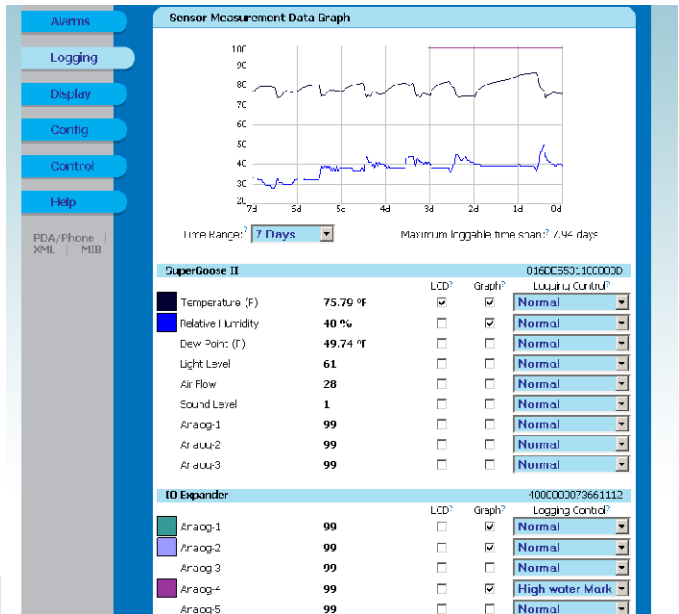 Alarms
Logging
Display
Config
Control
Help
PDA/Phone |
XML | MIB
Sensor Measurement Data Graph
100
90
80
70
60
50
40
30
20
7d 6d 5d 4d 3d 2d 1d 0d
Time Range:? 7 Days
Maximum loggable time span:? 7.94 days
SuperGoose II
LCD? Graph? Logging Control?
Temperature (F) 75.79 °F Normal
Relative Humidity 40 % Normal
Dew Point (F) 49.74 °F Normal
Light Level 61 Normal
Air Flow 28 Normal
Sound Level 1 Normal
Analog-1 99 Normal
Analog-2 99 Normal
Analog-3 99 Normal
IO Expander 4000000073661112
LCD? Graph? Logging Control?
Analog-1 99 Normal
Analog-2 99 Normal
Analog 3 99 Normal
Analog-4 99 High water Mark
Analog-5 99 Normal